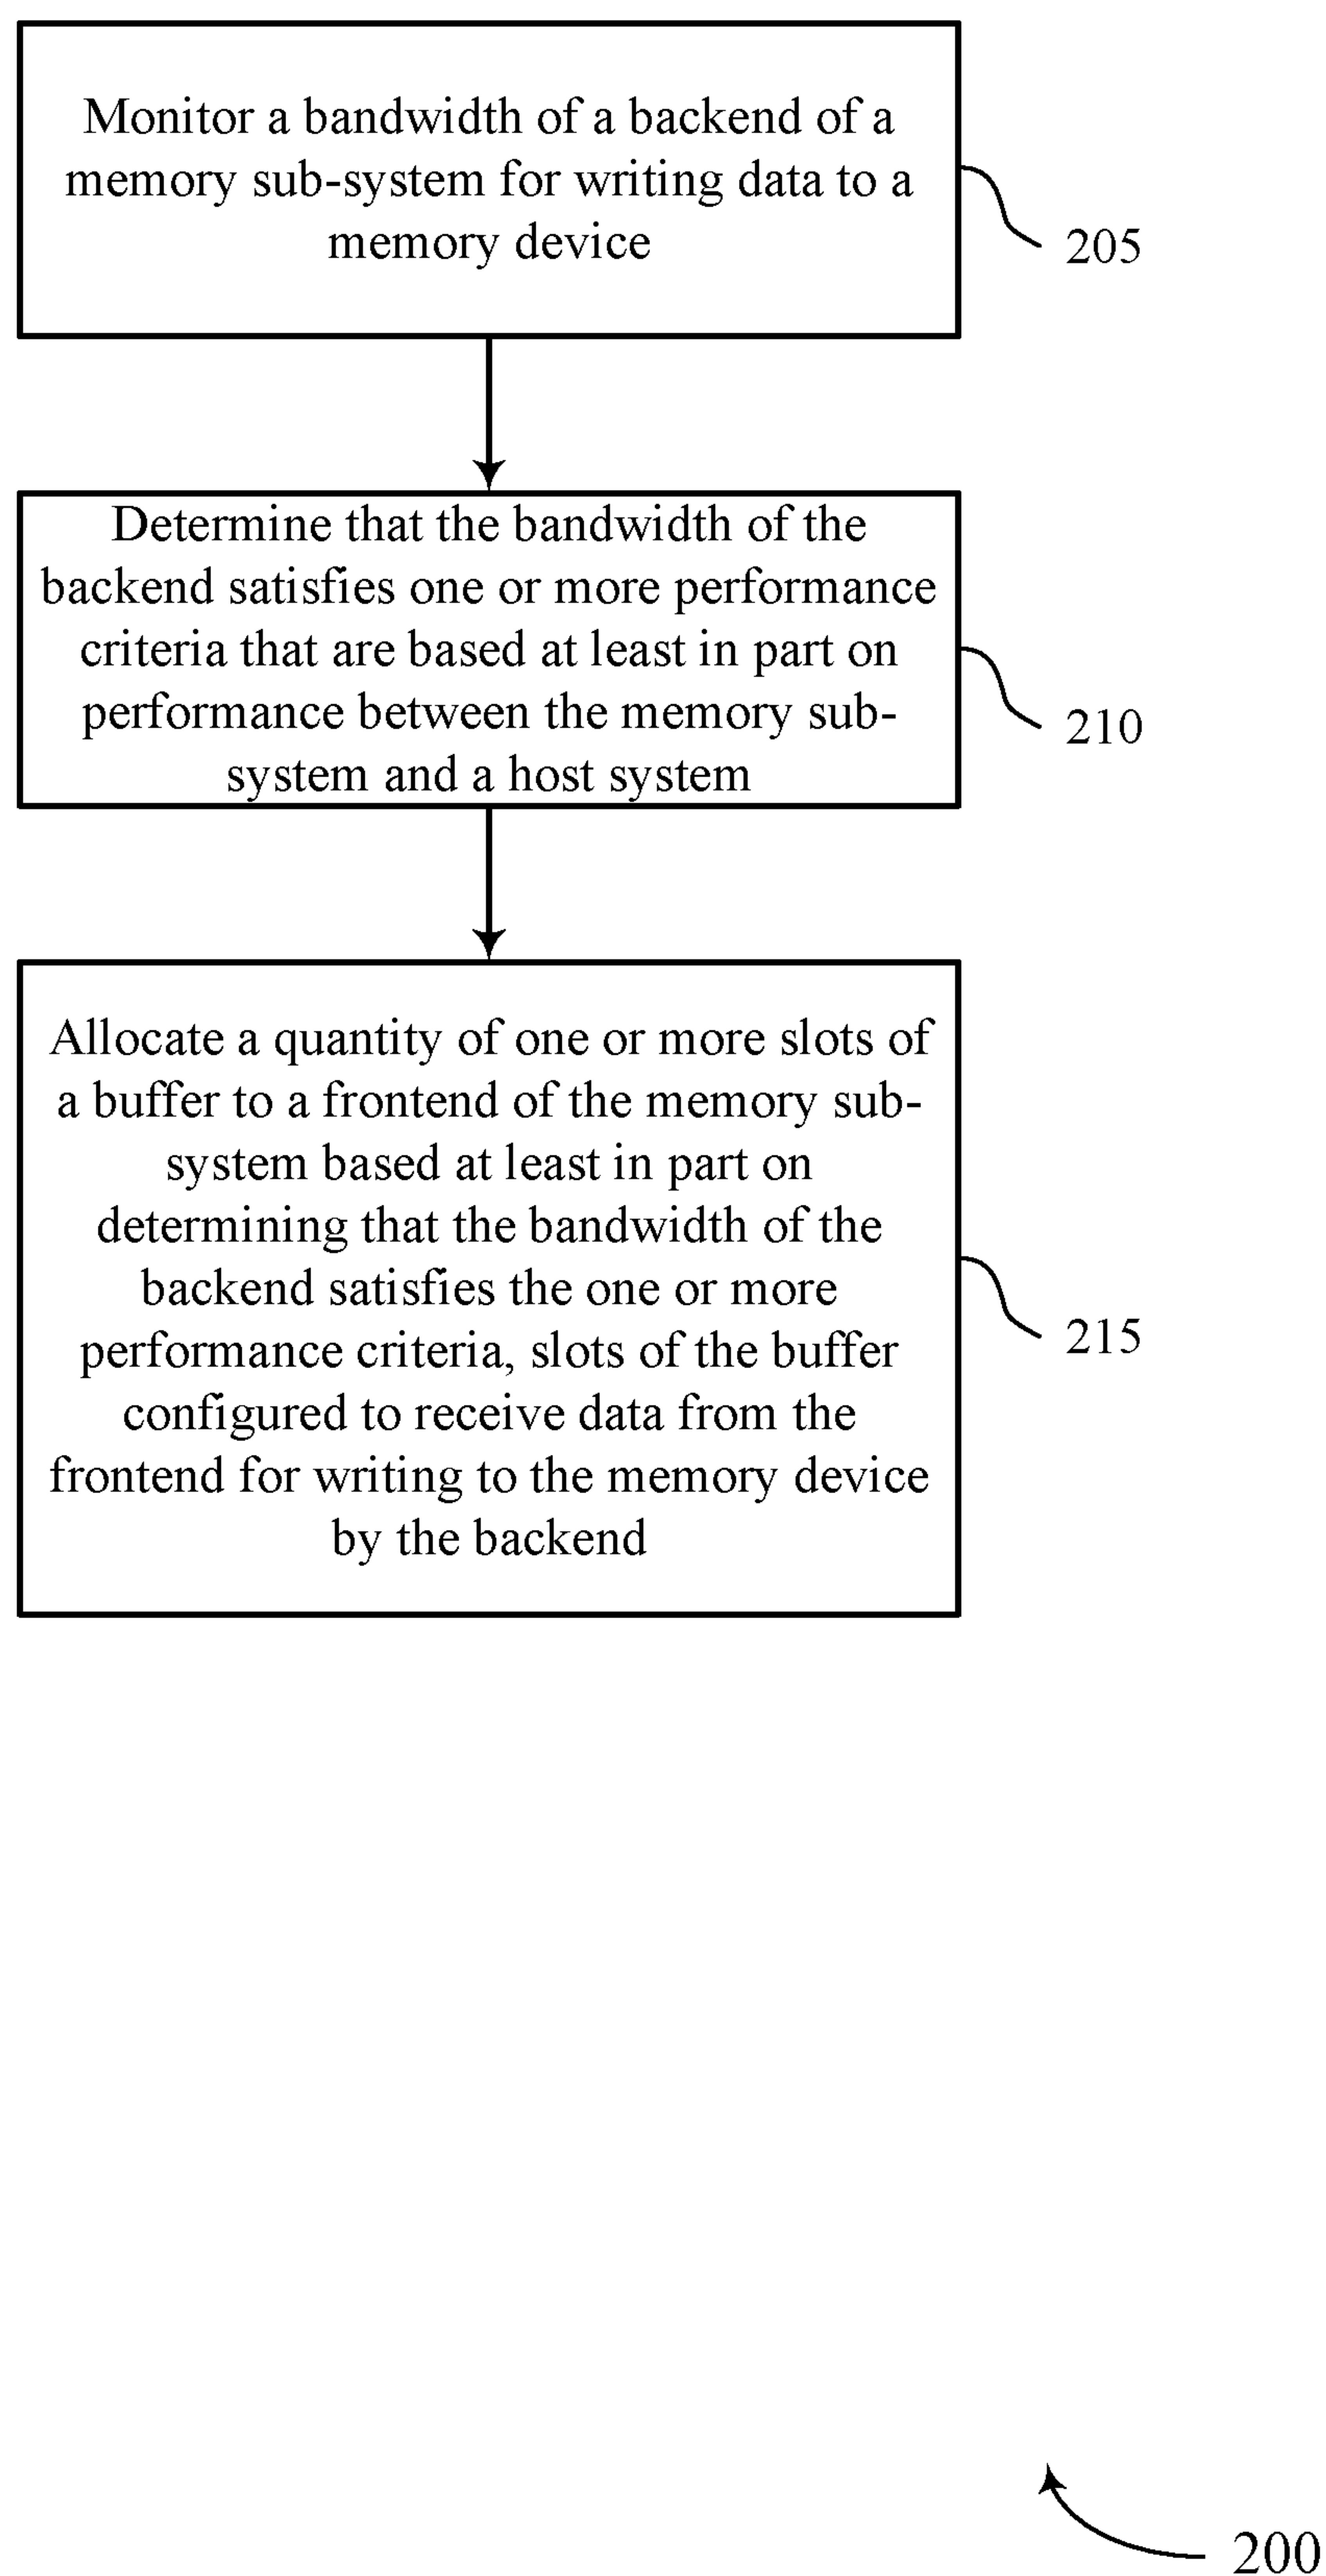 Monitor a bandwidth of a backend of a
memory sub-system for writing data to a
memory device
205
Determine that the bandwidth of the
backend satisfies one or more performance
criteria that are based at least in part on
performance between the memory sub-
system and a host system
210
Allocate a quantity of one or more slots of
a buffer to a frontend of the memory sub-
system based at least in part on
determining that the bandwidth of the
backend satisfies the one or more
performance criteria, slots of the buffer
configured to receive data from the
frontend for writing to the memory device
by the backend
215
200